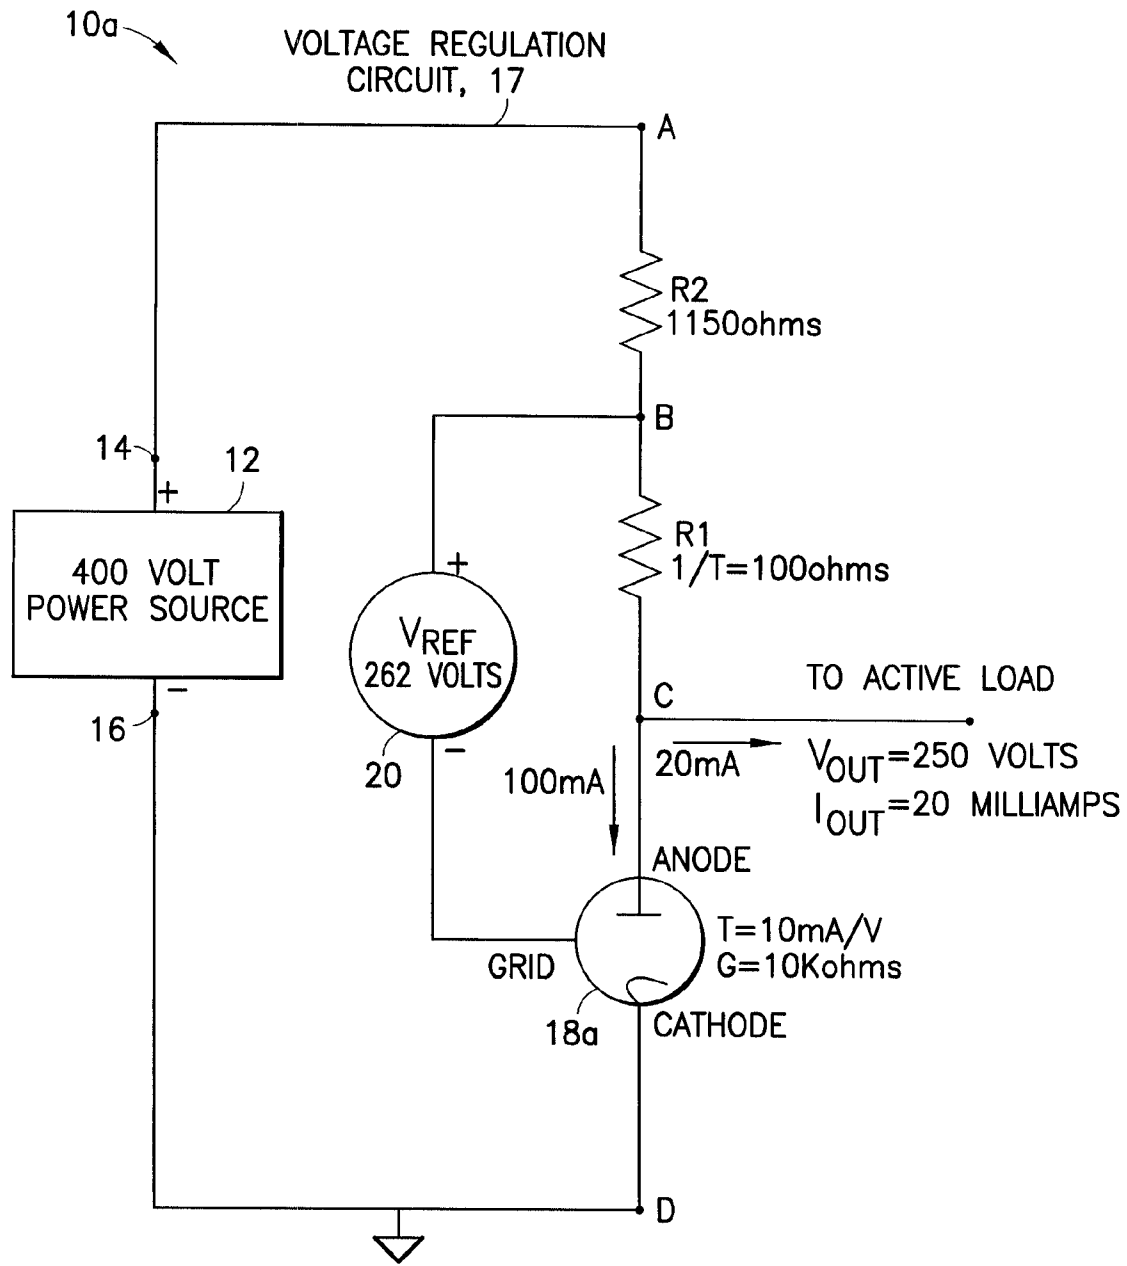 10a
VOLTAGE REGULATION
CIRCUIT, 17
A
R2
1150ohms
B
14
12
+
400 VOLT
POWER SOURCE
−
16
R1
1/T=100ohms
+
VREF
262 VOLTS
−
20
C
TO ACTIVE LOAD
100mA
20mA
VOUT=250 VOLTS
IOUT=20 MILLIAMPS
ANODE
T=10mA/V
G=10Kohms
GRID
18a
CATHODE
D